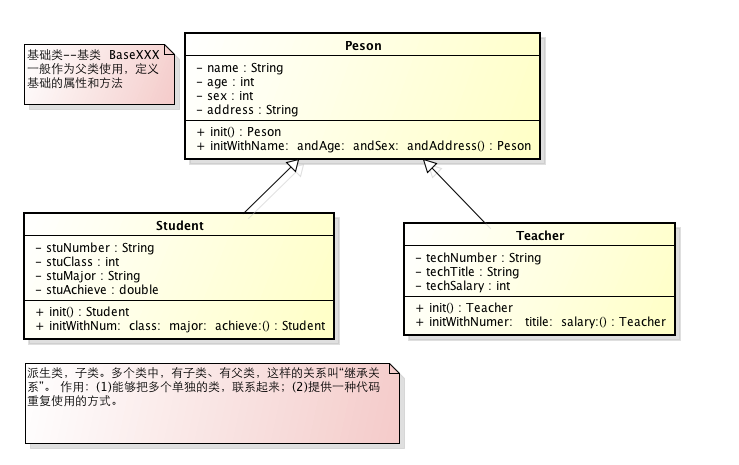 基础类--基类 BaseXXX
一般作为父类使用，定义
基础的属性和方法
Peson
- name : String
- age : int
- sex : int
- address : String
+ init() : Peson
+ initWithName: andAge: andSex: andAddress() : Peson
Student
- stuNumber : String
- stuClass : int
- stuMajor : String
- stuAchieve : double
+ init() : Student
+ initWithNum: class: major: achieve:() : Student
Teacher
- techNumber : String
- techTitle : String
- techSalary : int
+ init() : Teacher
+ initWithNumer: titile: salary:() : Teacher
派生类，子类。多个类中，有子类、有父类，这样的关系叫“继承关
系”。 作用：(1)能够把多个单独的类，联系起来；(2)提供一种代码
重复使用的方式。